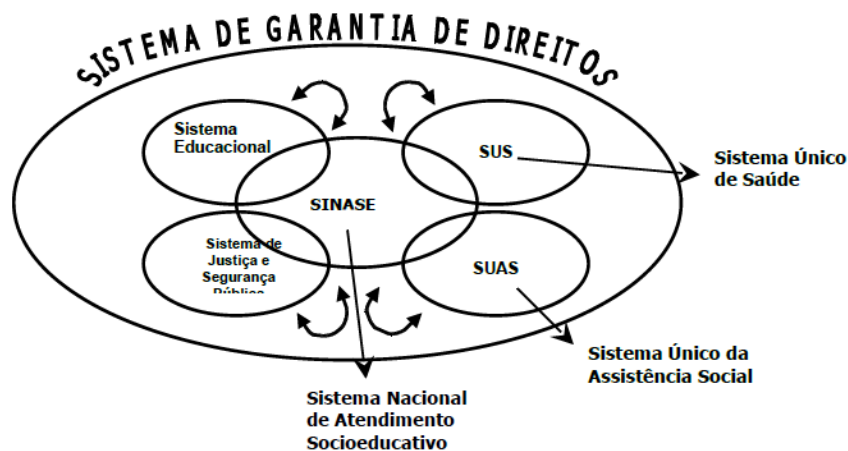 SISTEMA DE GARANTIA DE DIREITOS
Sistema
Educacional
SUS
Sistema Único
de Saúde
SINASE
Sistema de
Justiça e
Segurança
Pública
SUAS
Sistema Único da
Assistência Social
Sistema Nacional
de Atendimento
Socioeducativo